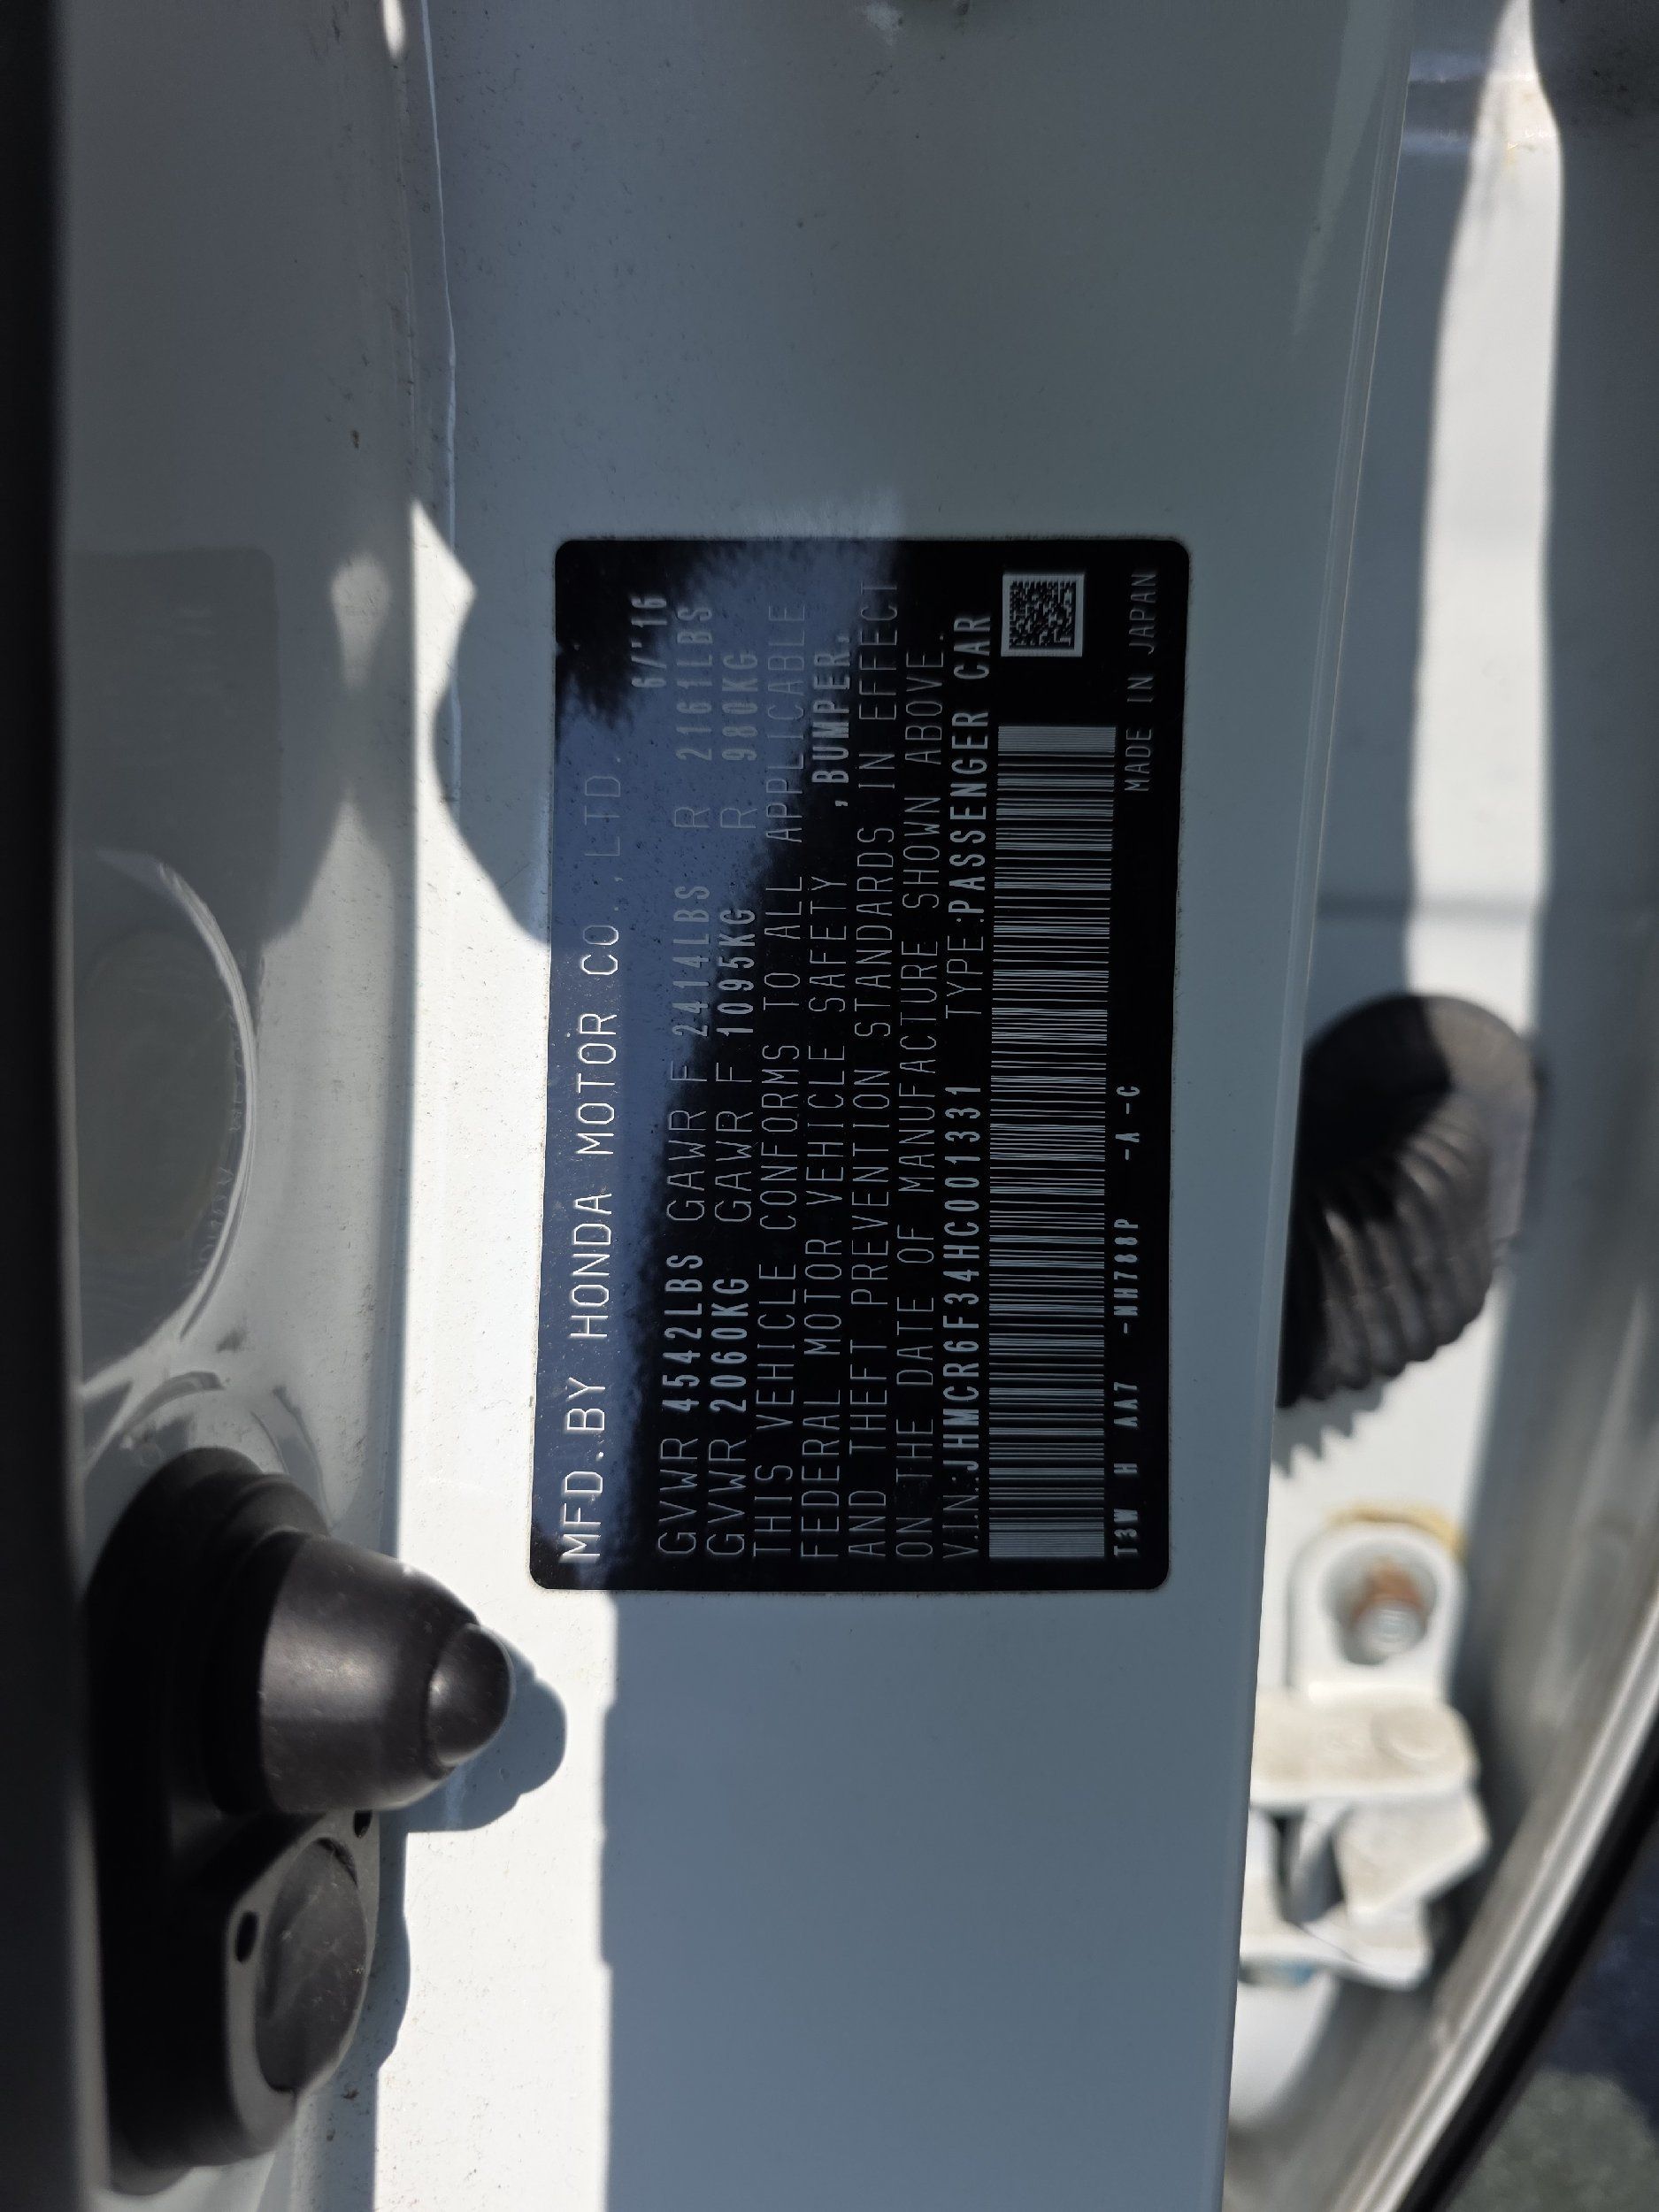 MFD. BY HONDA MOTOR CO., LTD. 6/'16
GVWR 4542LBS GAWR F 2414LBS R 2161LBS
GVWR 2060KG GAWR F 1095KG R 980KG
THIS VEHICLE CONFORMS TO ALL APPLICABLE
FEDERAL MOTOR VEHICLE SAFETY ,BUMPER,
AND THEFT PREVENTION STANDARDS IN EFFECT
ON THE DATE OF MANUFACTURE SHOWN ABOVE.
V.I.N.:JHMCR6F34HC001331 TYPE:PASSENGER CAR
T3W H AA7 -NH788P -A -C MADE IN JAPAN